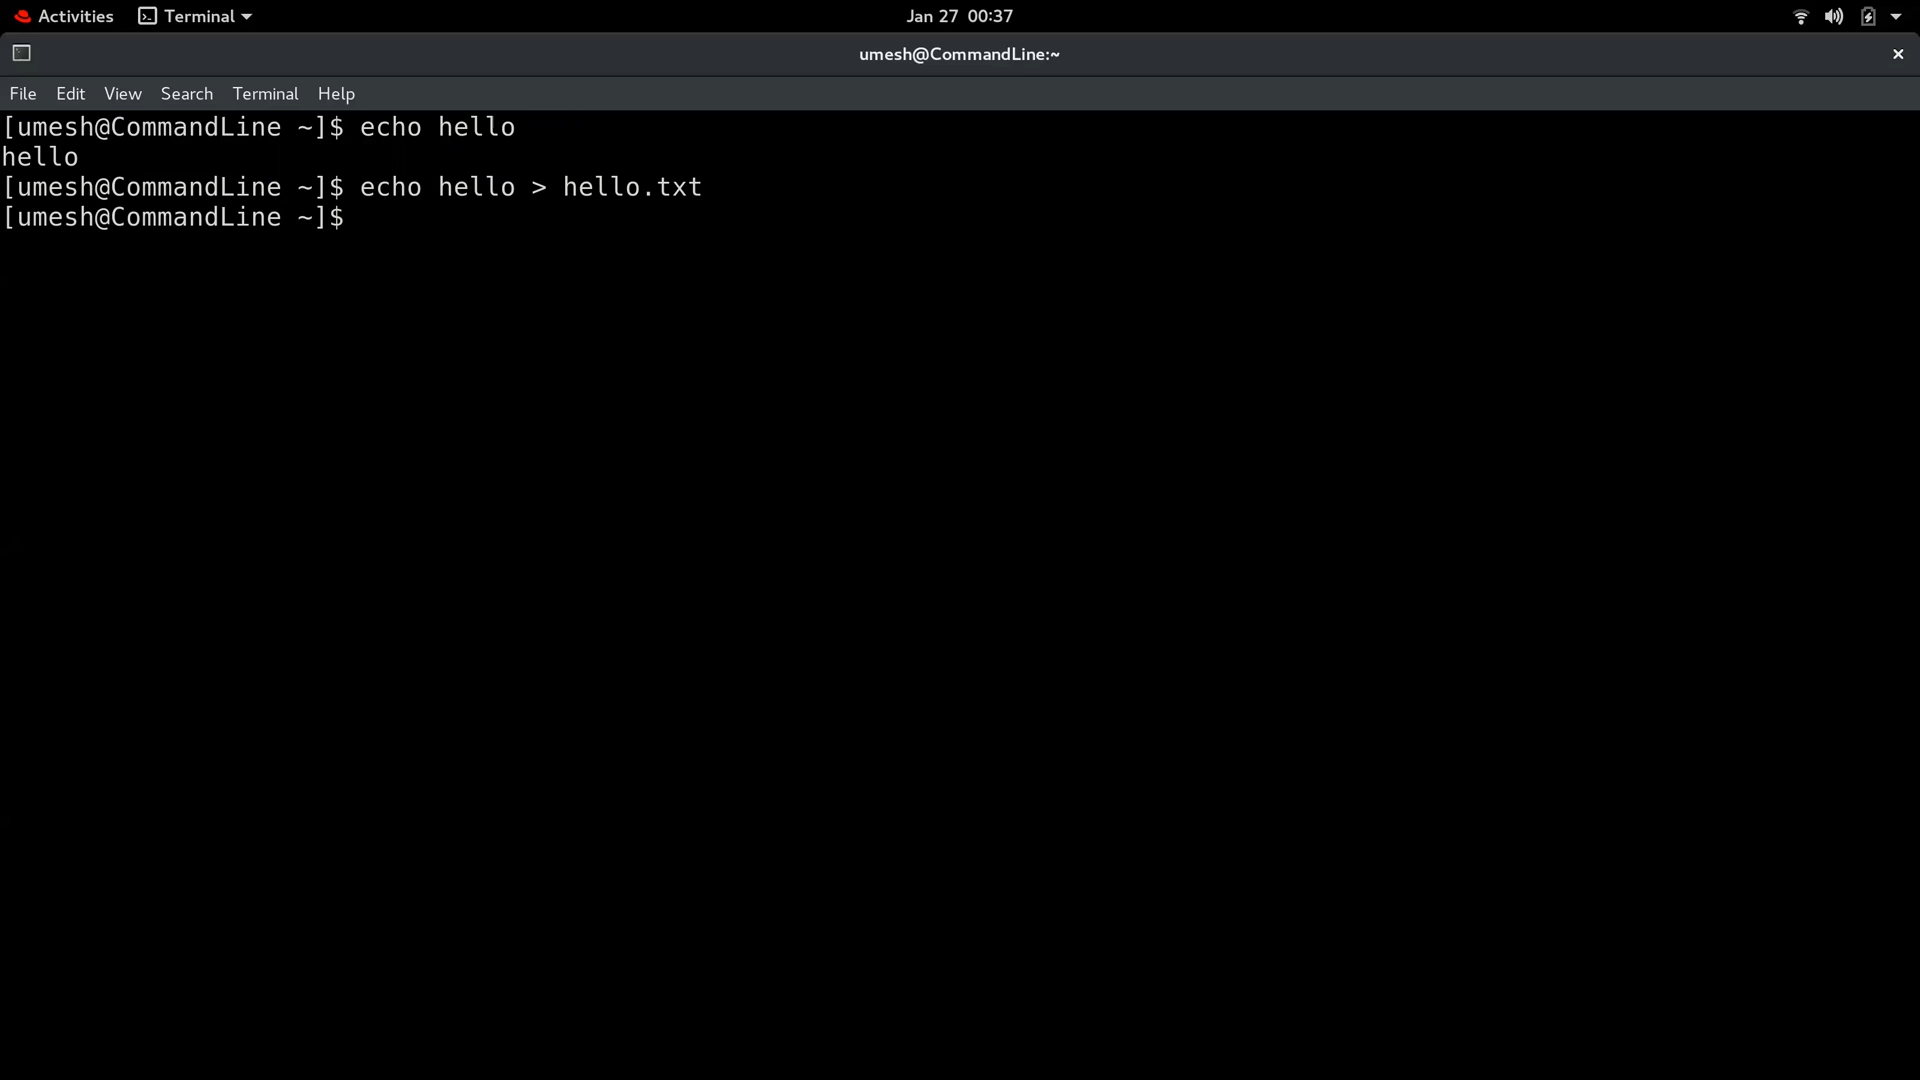 Activities Terminal Jan 27 00:37
umesh@CommandLine:~
File Edit View Search Terminal Help
[umesh@CommandLine ~]$ echo hello
hello
[umesh@CommandLine ~]$ echo hello > hello.txt
[umesh@CommandLine ~]$